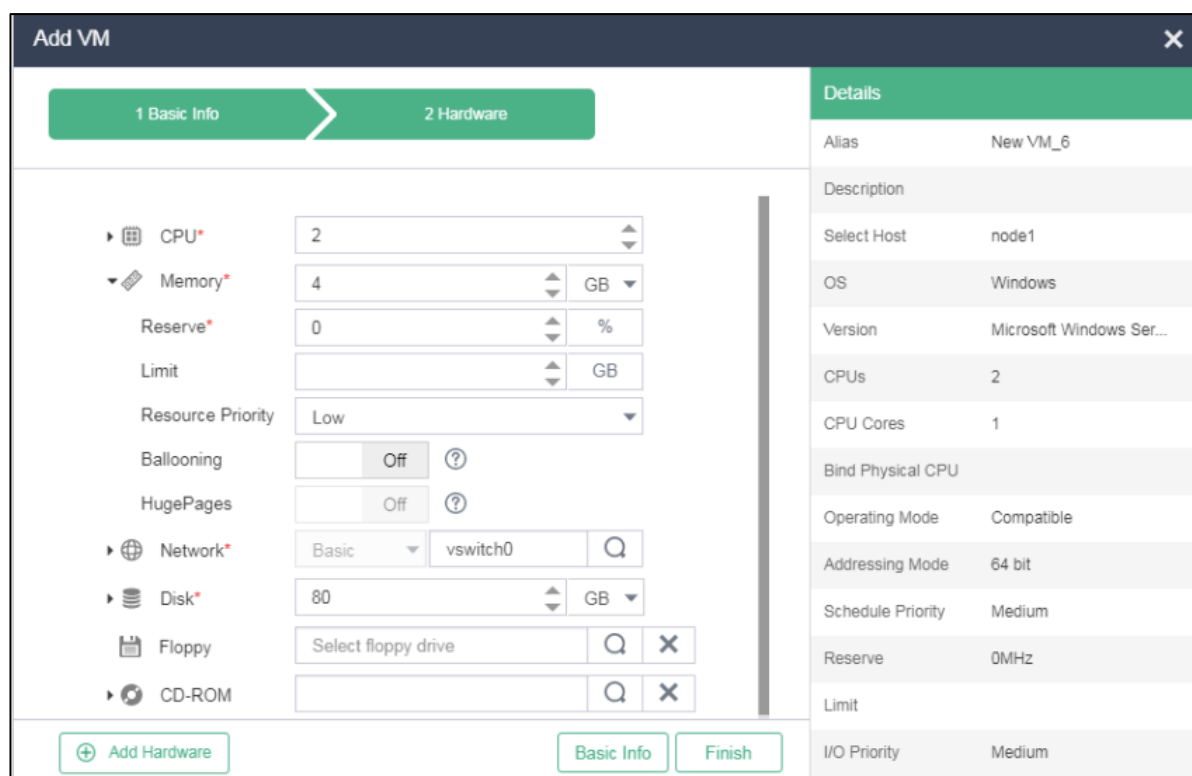 Add VM
1 Basic Info
2 Hardware
CPU* 2
Memory* 4 GB
Reserve* 0 %
Limit GB
Resource Priority Low
Ballooning Off ?
HugePages Off ?
Network* Basic vswitch0
Disk* 80 GB
Floppy Select floppy drive
CD-ROM
Add Hardware
Basic Info
Finish
Details
Alias New VM_6
Description
Select Host node1
OS Windows
Version Microsoft Windows Ser...
CPUs 2
CPU Cores 1
Bind Physical CPU
Operating Mode Compatible
Addressing Mode 64 bit
Schedule Priority Medium
Reserve 0MHz
Limit
I/O Priority Medium